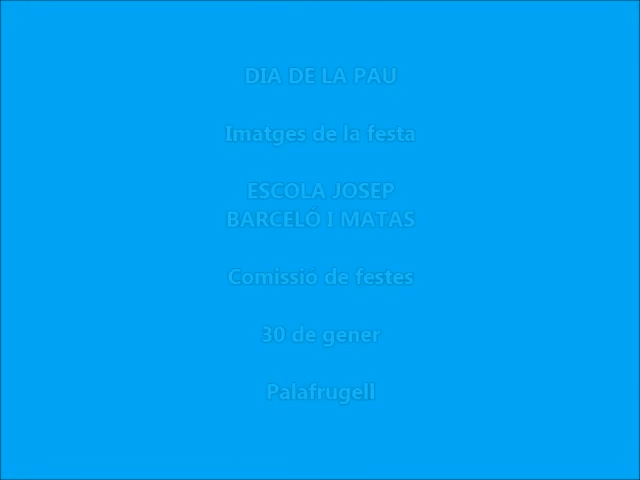 DIA DE LA PAU
Imatges de la festa
ESCOLA JOSEP
BARCELÓ I MATAS
Comissió de festes
30 de gener
Palafrugell